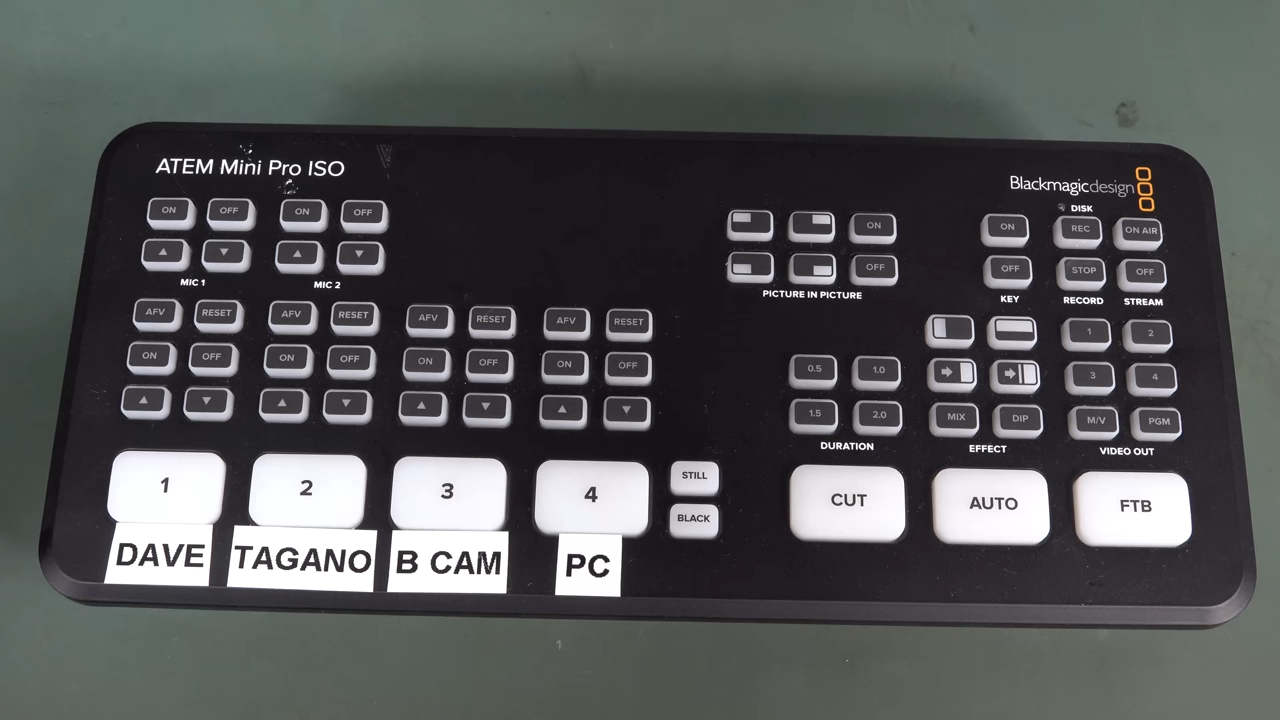 ATEM Mini Pro ISO
Blackmagicdesign
DISK
ON OFF ON OFF
ON
ON REC ON AIR
MIC 1 MIC 2
OFF
OFF STOP OFF
PICTURE IN PICTURE
KEY RECORD STREAM
AFV RESET AFV RESET AFV RESET AFV RESET
1 2
ON OFF ON OFF ON OFF ON OFF
0.5 1.0
3 4
1.5 2.0
MIX DIP
M/V PGM
DURATION EFFECT VIDEO OUT
1 2 3 4
STILL
BLACK
CUT AUTO FTB
DAVE TAGANO B CAM PC